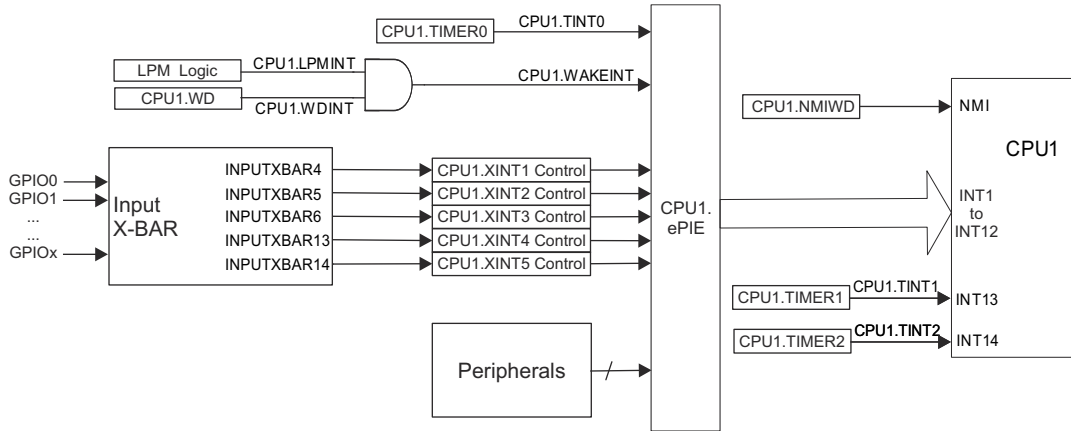 CPU1.TIMER0
CPU1.TINT0
LPM Logic
CPU1.LPMINT
CPU1.WD
CPU1.WDINT
CPU1.WAKEINT
GPIO0
GPIO1
...
...
GPIOx
Input
X-BAR
INPUTXBAR4
INPUTXBAR5
INPUTXBAR6
INPUTXBAR13
INPUTXBAR14
CPU1.XINT1 Control
CPU1.XINT2 Control
CPU1.XINT3 Control
CPU1.XINT4 Control
CPU1.XINT5 Control
Peripherals
CPU1.
ePIE
CPU1.NMIWD
NMI
CPU1
INT1
to
INT12
CPU1.TIMER1
CPU1.TINT1
INT13
CPU1.TIMER2
CPU1.TINT2
INT14